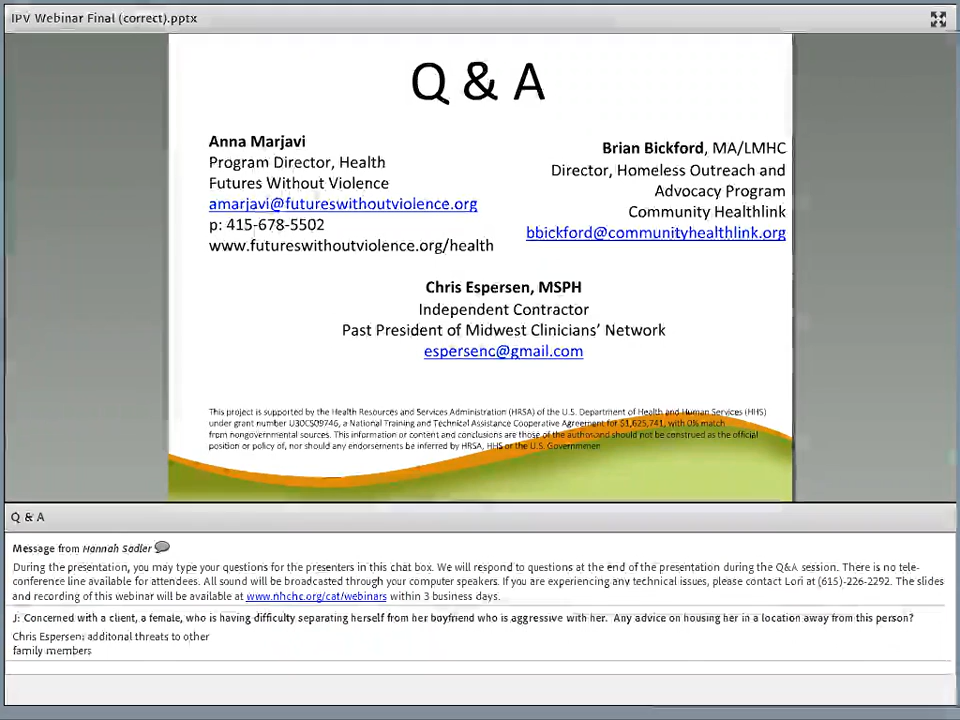 IPV Webinar Final (correct).pptx
Q & A
Anna Marjavi
Program Director, Health
Futures Without Violence
amarjavi@futureswithoutviolence.org
p: 415-678-5502
www.futureswithoutviolence.org/health
Brian Bickford, MA/LMHC
Director, Homeless Outreach and
Advocacy Program
Community Healthlink
bbickford@communityhealthlink.org
Chris Espersen, MSPH
Independent Contractor
Past President of Midwest Clinicians’ Network
espersenc@gmail.com
This project is supported by the Health Resources and Services Administration (HRSA) of the U.S. Department of Health and Human Services (HHS)
under grant number U30CS09746, a National Training and Technical Assistance Cooperative Agreement for $1,625,741, with 0% match
from nongovernmental sources. This information or content and conclusions are those of the author and should not be construed as the official
position or policy of, nor should any endorsements be inferred by HRSA, HHS or the U.S. Government.
Q & A
Message from Hannah Sadler
During the presentation, you may type your questions for the presenters in this chat box. We will respond to questions at the end of the presentation during the Q&A session. There is no tele-
conference line available for attendees. All sound will be broadcasted through your computer speakers. If you are experiencing any technical issues, please contact Lori at (615)-226-2292. The slides
and recording of this webinar will be available at www.nhchc.org/cat/webinars within 3 business days.
J: Concerned with a client, a female, who is having difficulty separating herself from her boyfriend who is aggressive with her. Any advice on housing her in a location away from this person?
Chris Espersen: additonal threats to other
family members